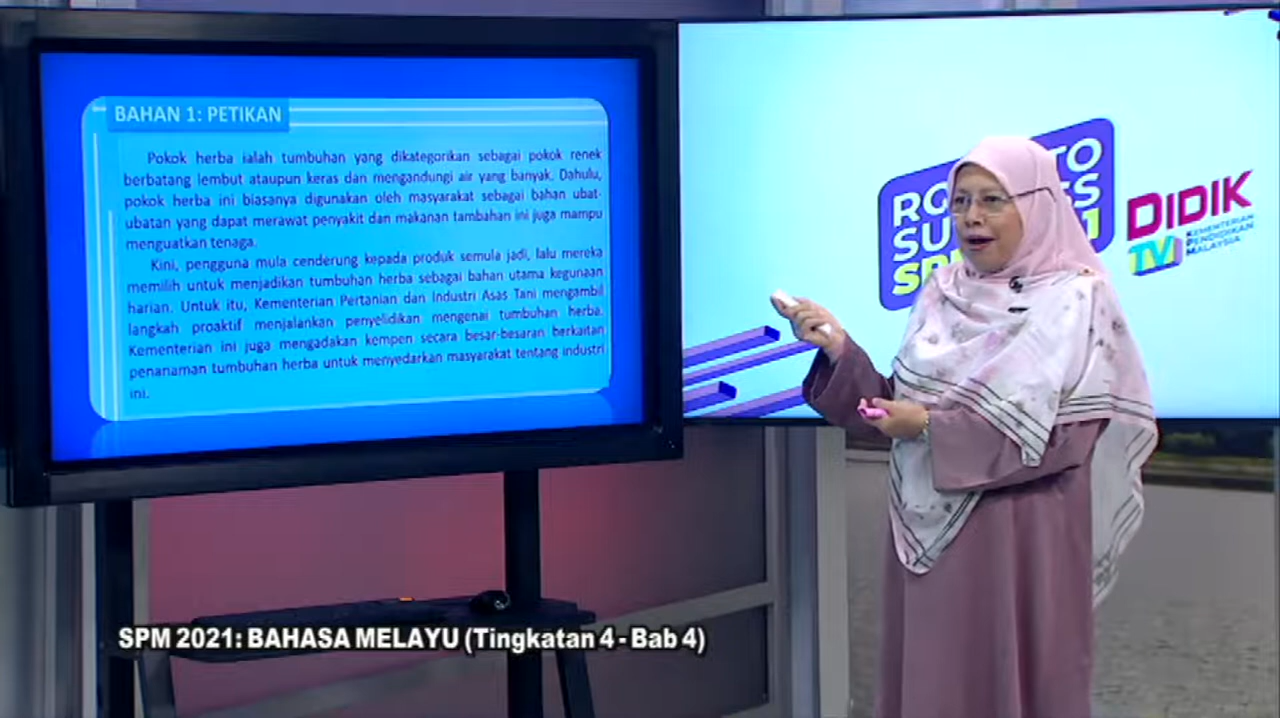 BAHAN 1: PETIKAN
Pokok herba ialah tumbuhan yang dikategorikan sebagai pokok renek
berbatang lembut ataupun keras dan mengandungi air yang banyak. Dahulu,
pokok herba ini biasanya digunakan oleh masyarakat sebagai bahan ubat-
ubatan yang dapat merawat penyakit dan makanan tambahan ini juga mampu
menguatkan tenaga.
Kini, pengguna mula cenderung kepada produk semula jadi, lalu mereka
memilih untuk menjadikan tumbuhan herba sebagai bahan utama kegunaan
harian. Untuk itu, Kementerian Pertanian dan Industri Asas Tani mengambil
langkah proaktif menjalankan penyelidikan mengenai tumbuhan herba.
Kementerian ini juga mengadakan kempen secara besar-besaran berkaitan
penanaman tumbuhan herba untuk menyedarkan masyarakat tentang industri
ini.
TO
DIDIK
TV
KEMENTERIAN
PENDIDIKAN
MALAYSIA
SPM 2021: BAHASA MELAYU (Tingkatan 4 - Bab 4)